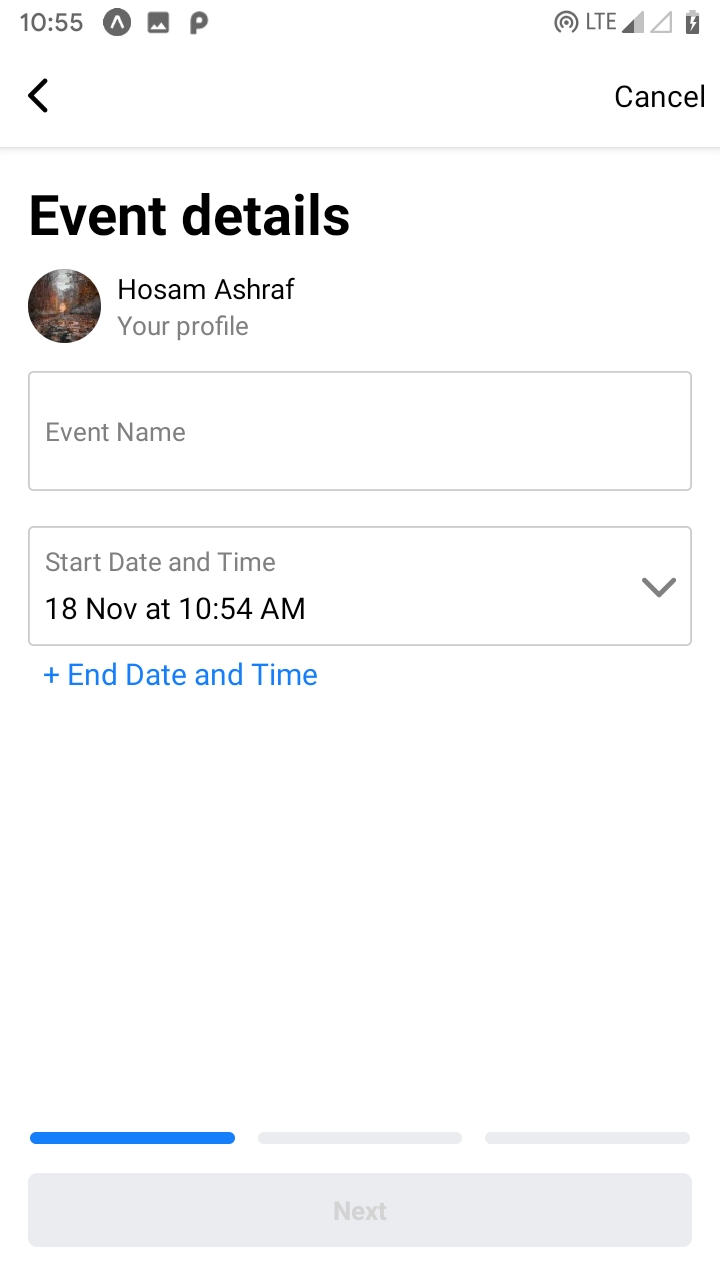 10:55
LTE
Cancel
Event details
Hosam Ashraf
Your profile
Event Name
Start Date and Time
18 Nov at 10:54 AM
+ End Date and Time
Next